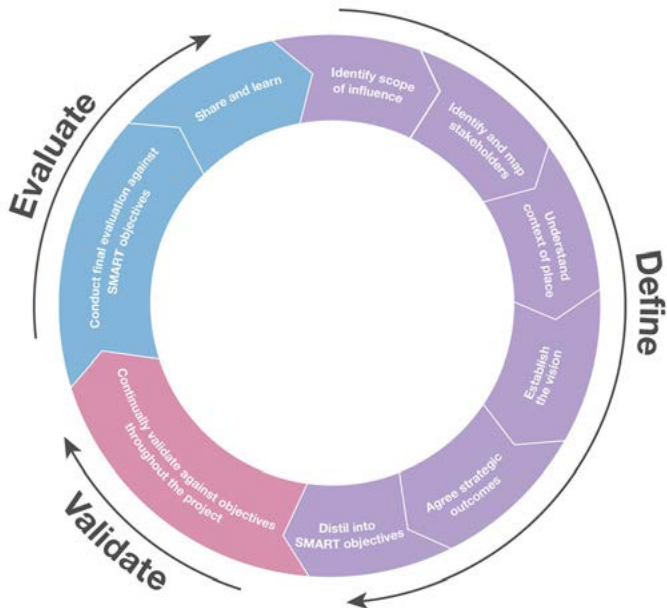 Define
Identify scope
of influence
Identify and map
stakeholders
Understand
context of place
Establish
the vision
Agree strategic
outcomes
Distil into
SMART objectives
Validate
Continually validate against objectives
throughout the project
Evaluate
Conduct final evaluation against
SMART objectives
Share and learn